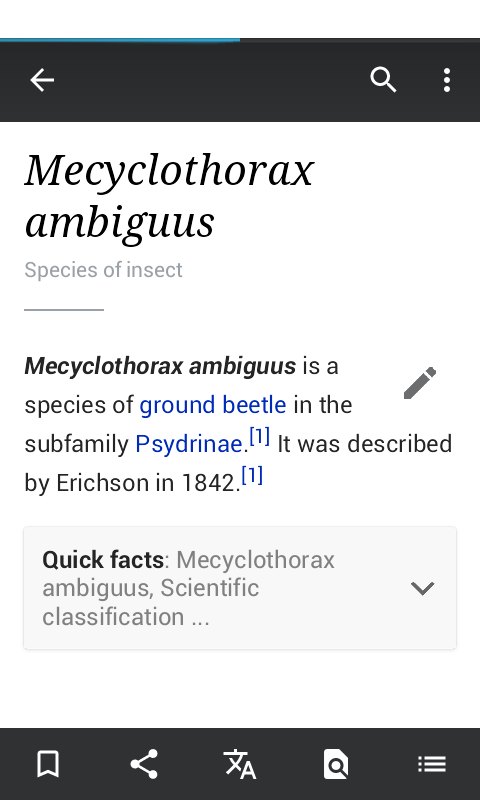 Mecyclothorax
ambiguus
Species of insect
Mecyclothorax ambiguus is a
species of ground beetle in the
subfamily Psydrinae.[1] It was described
by Erichson in 1842.[1]
Quick facts: Mecyclothorax
ambiguus, Scientific
classification ...